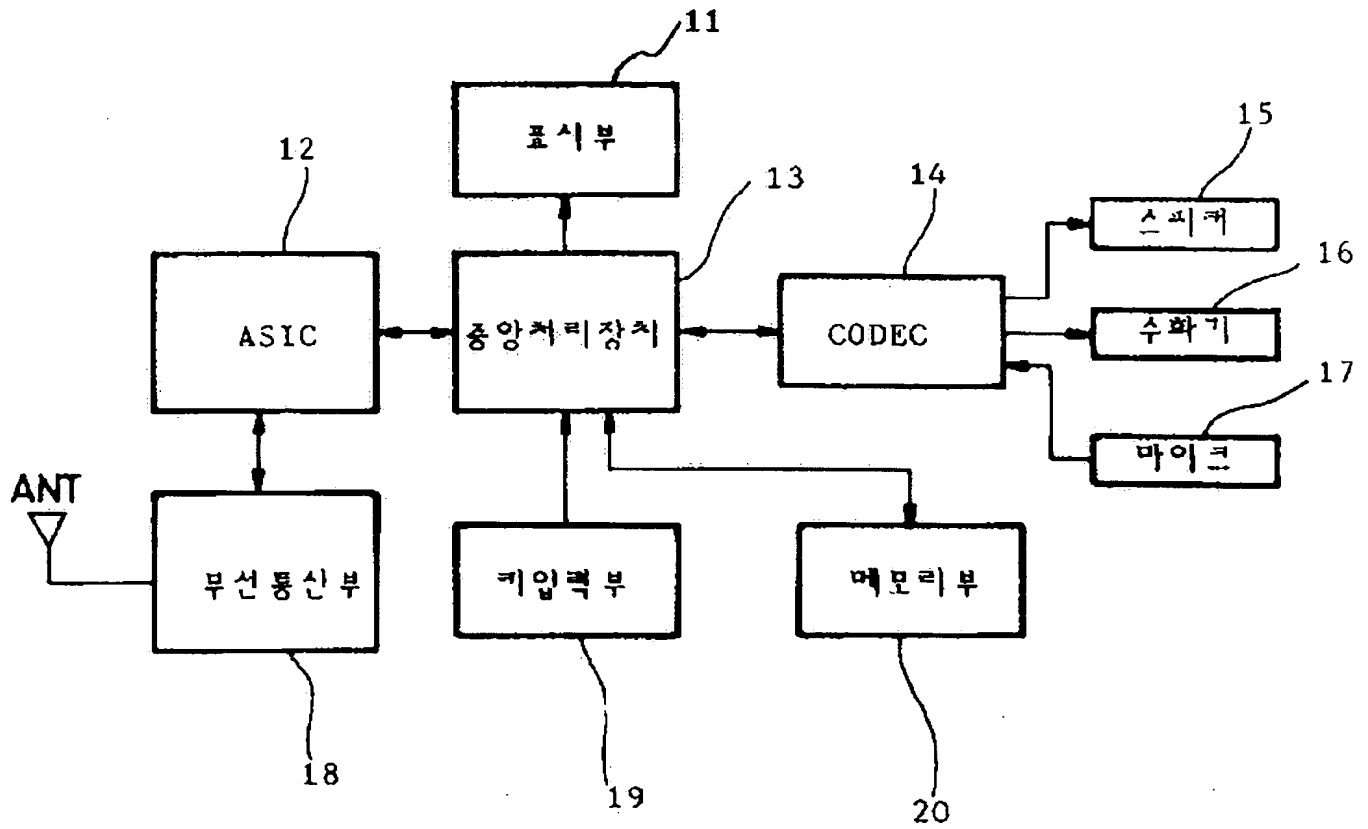 11
표시부
12
13
14
15
스피커
ASIC
중앙처리장치
CODEC
16
수화기
17
마이크
ANT
무선통신부
키입력부
메모리부
18
19
20